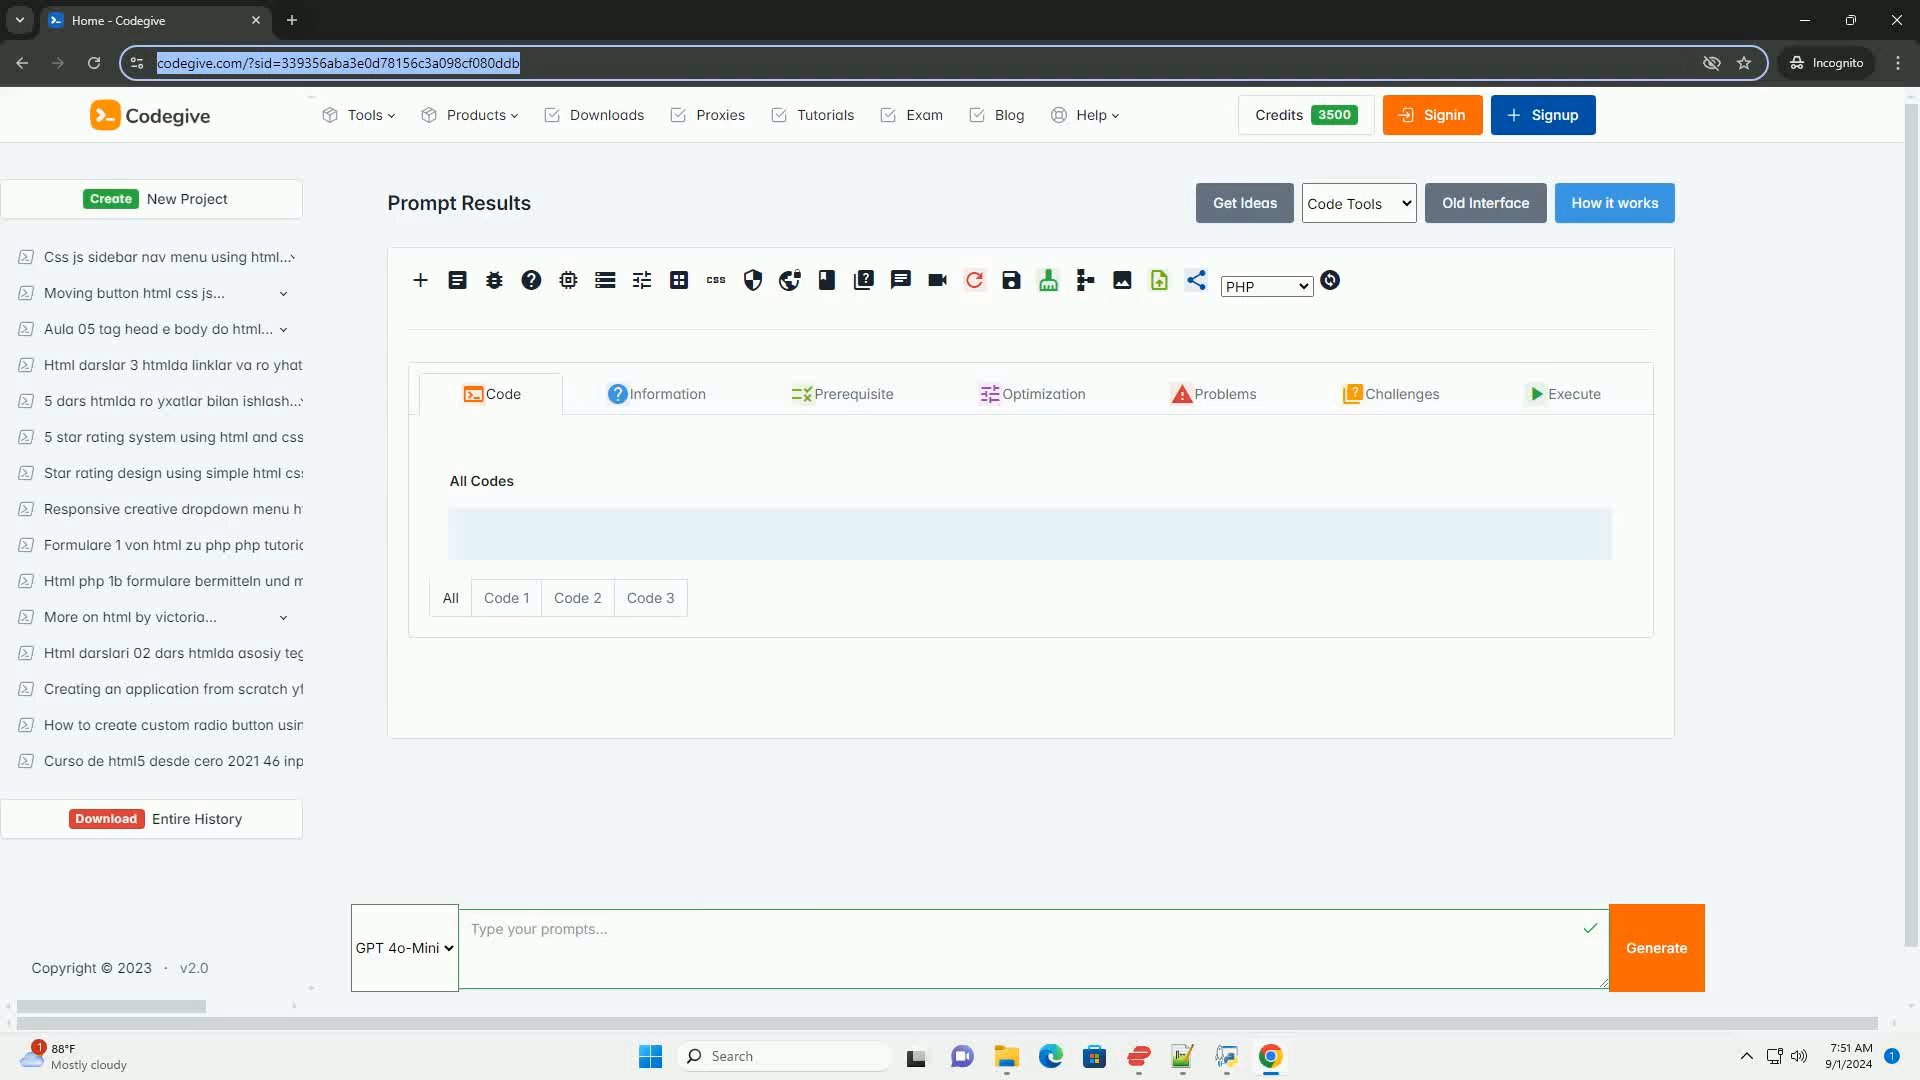 Home - Codegive
codegive.com/?sid=339356aba3e0d78156c3a098cf080ddb
Incognito
Codegive
Tools
Products
Downloads
Proxies
Tutorials
Exam
Blog
Help
Credits 3500
Signin
Signup
Create New Project
Css js sidebar nav menu using html...
Moving button html css js...
Aula 05 tag head e body do html...
Html darslar 3 htmlda linklar va ro yhat
5 dars htmlda ro yxatlar bilan ishlash...
5 star rating system using html and css
Star rating design using simple html css
Responsive creative dropdown menu h
Formulare 1 von html zu php php tutoric
Html php 1b formulare bermitteln und m
More on html by victoria...
Html darslari 02 dars htmlda asosiy teg
Creating an application from scratch yf
How to create custom radio button usin
Curso de html5 desde cero 2021 46 inp
Download Entire History
Copyright © 2023 · v2.0
Prompt Results
Get Ideas
Code Tools
Old Interface
How it works
css
PHP
Code
Information
Prerequisite
Optimization
Problems
Challenges
Execute
All Codes
All
Code 1
Code 2
Code 3
GPT 4o-Mini
Type your prompts...
Generate
1
88°F
Mostly cloudy
Search
7:51 AM
9/1/2024
1